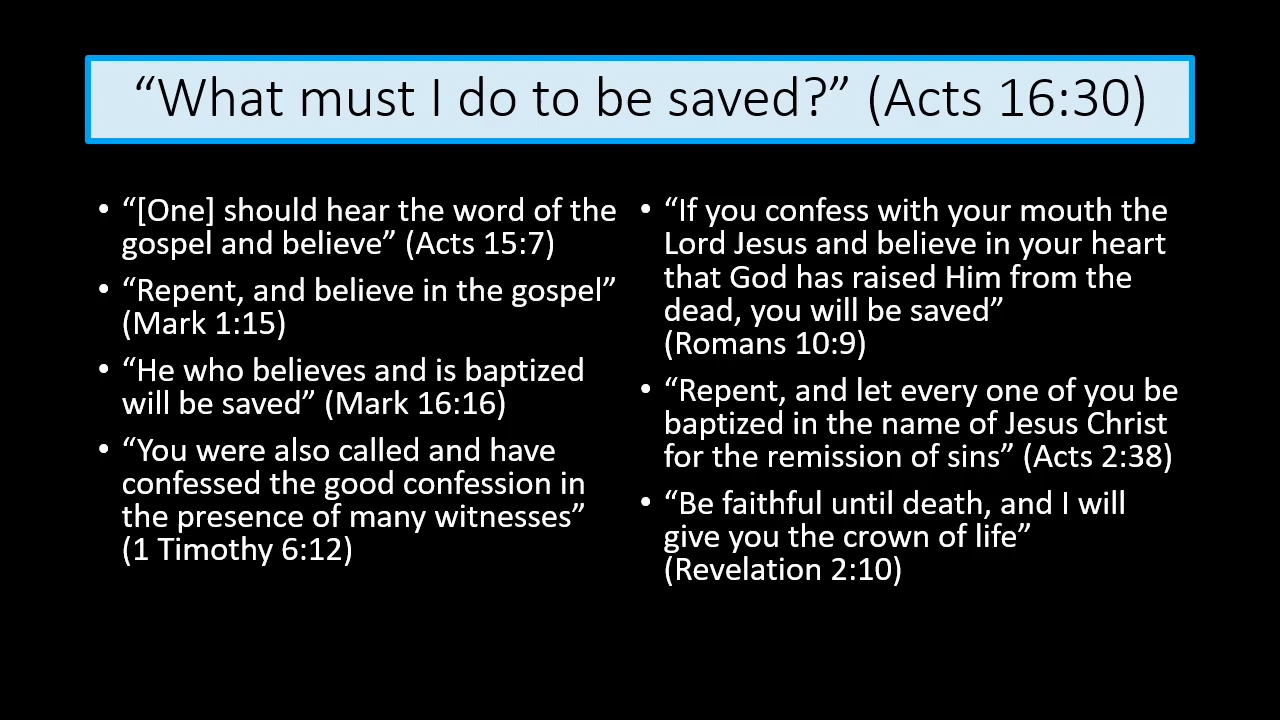 “What must I do to be saved?” (Acts 16:30)
• “[One] should hear the word of the
gospel and believe” (Acts 15:7)
• “Repent, and believe in the gospel”
(Mark 1:15)
• “He who believes and is baptized
will be saved” (Mark 16:16)
• “You were also called and have
confessed the good confession in
the presence of many witnesses”
(1 Timothy 6:12)
• “If you confess with your mouth the
Lord Jesus and believe in your heart
that God has raised Him from the
dead, you will be saved”
(Romans 10:9)
• “Repent, and let every one of you be
baptized in the name of Jesus Christ
for the remission of sins” (Acts 2:38)
• “Be faithful until death, and I will
give you the crown of life”
(Revelation 2:10)